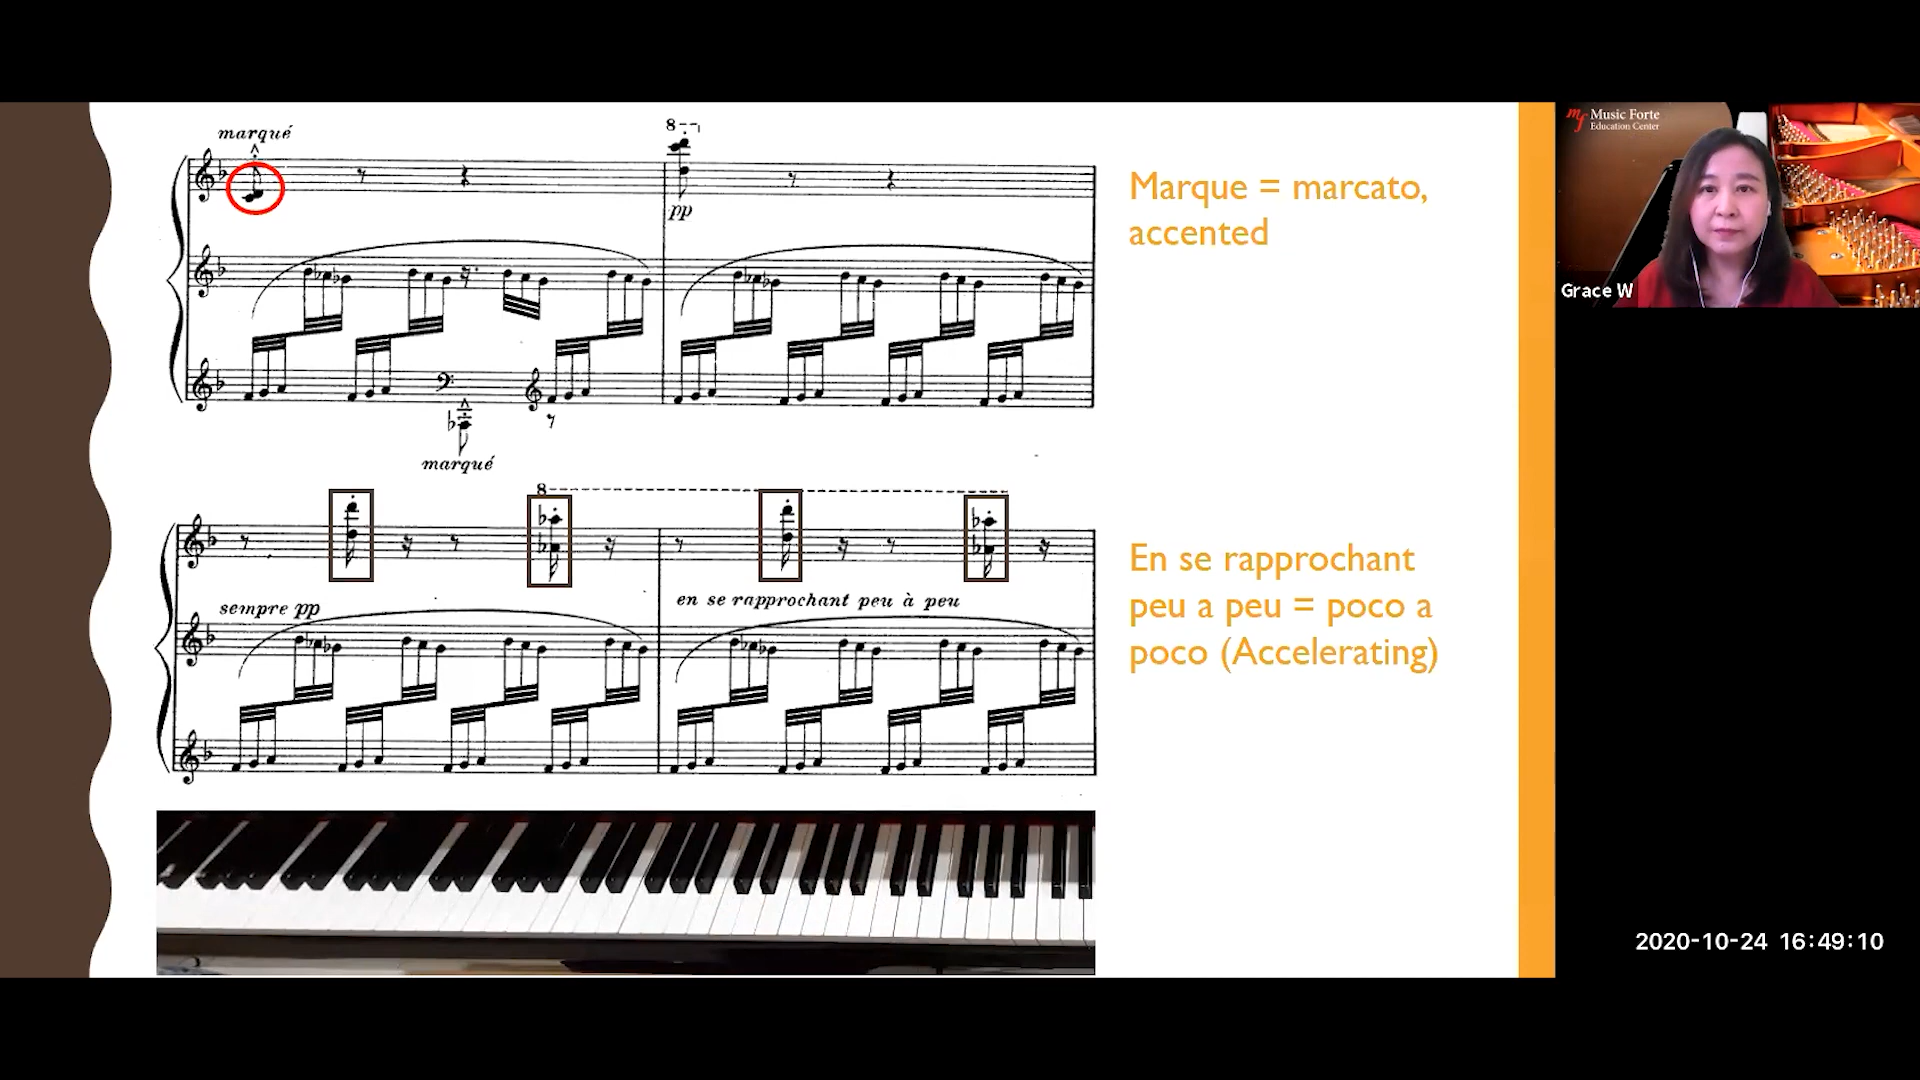 marqué
8
pp
marqué
8
sempre pp
en se rapprochant peu à peu
Marque = marcato,
accented
En se rapprochant
peu a peu = poco a
poco (Accelerating)
mf Music Forte
Education Center
Grace W
2020-10-24 16:49:10